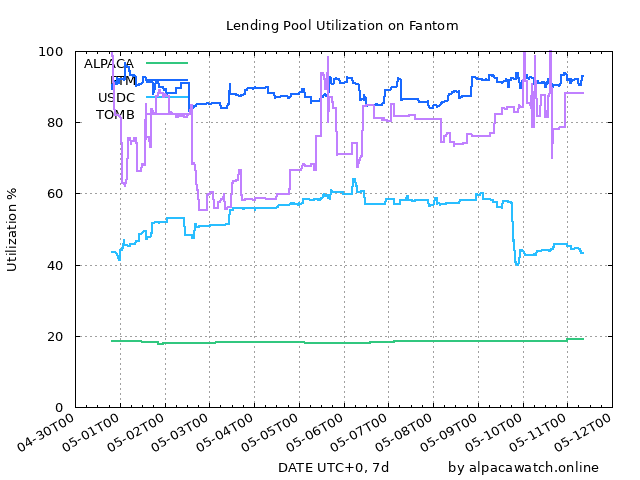 Lending Pool Utilization on Fantom
Utilization %
100
80
60
40
20
0
ALPACA
FTM
USDC
TOMB
04-30T00
05-01T00
05-02T00
05-03T00
05-04T00
05-05T00
05-06T00
05-07T00
05-08T00
05-09T00
05-10T00
05-11T00
05-12T00
DATE UTC+0, 7d
by alpacawatch.online